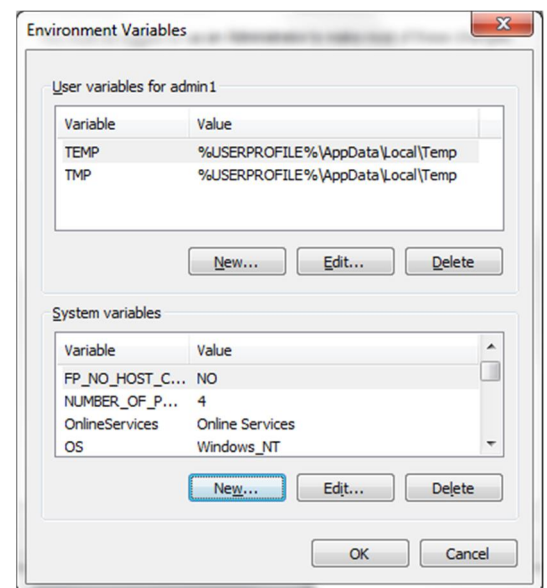 Environment Variables
User variables for admin1
Variable Value
TEMP %USERPROFILE%\AppData\Local\Temp
TMP %USERPROFILE%\AppData\Local\Temp
New... Edit... Delete
System variables
Variable Value
FP_NO_HOST_C... NO
NUMBER_OF_P... 4
OnlineServices Online Services
OS Windows_NT
New... Edit... Delete
OK Cancel